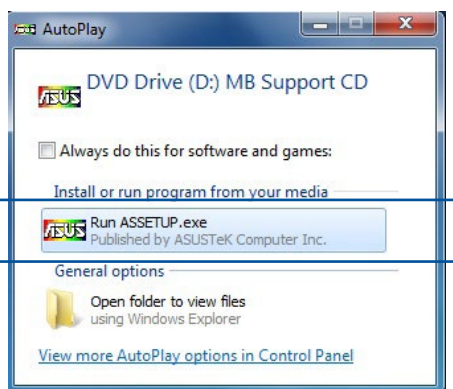 AutoPlay
DVD Drive (D:) MB Support CD
ASUS
Always do this for software and games:
Install or run program from your media
ASUS
Run ASSETUP.exe
Published by ASUSTeK Computer Inc.
General options
Open folder to view files
using Windows Explorer
View more AutoPlay options in Control Panel